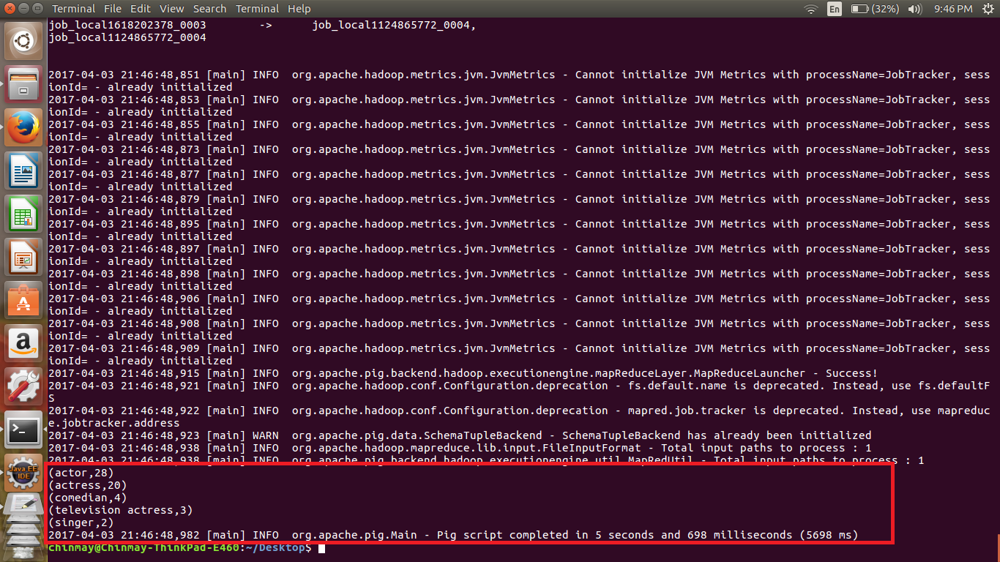 Terminal File Edit View Search Terminal Help En (32%) 9:46 PM
job_local1618202378_0003 -> job_local1124865772_0004,
job_local1124865772_0004
2017-04-03 21:46:48,851 [main] INFO org.apache.hadoop.metrics.jvm.JvmMetrics - Cannot initialize JVM Metrics with processName=JobTracker, sess
ionId= - already initialized
2017-04-03 21:46:48,853 [main] INFO org.apache.hadoop.metrics.jvm.JvmMetrics - Cannot initialize JVM Metrics with processName=JobTracker, sess
ionId= - already initialized
2017-04-03 21:46:48,855 [main] INFO org.apache.hadoop.metrics.jvm.JvmMetrics - Cannot initialize JVM Metrics with processName=JobTracker, sess
ionId= - already initialized
2017-04-03 21:46:48,873 [main] INFO org.apache.hadoop.metrics.jvm.JvmMetrics - Cannot initialize JVM Metrics with processName=JobTracker, sess
ionId= - already initialized
2017-04-03 21:46:48,877 [main] INFO org.apache.hadoop.metrics.jvm.JvmMetrics - Cannot initialize JVM Metrics with processName=JobTracker, sess
ionId= - already initialized
2017-04-03 21:46:48,879 [main] INFO org.apache.hadoop.metrics.jvm.JvmMetrics - Cannot initialize JVM Metrics with processName=JobTracker, sess
ionId= - already initialized
2017-04-03 21:46:48,895 [main] INFO org.apache.hadoop.metrics.jvm.JvmMetrics - Cannot initialize JVM Metrics with processName=JobTracker, sess
ionId= - already initialized
2017-04-03 21:46:48,897 [main] INFO org.apache.hadoop.metrics.jvm.JvmMetrics - Cannot initialize JVM Metrics with processName=JobTracker, sess
ionId= - already initialized
2017-04-03 21:46:48,898 [main] INFO org.apache.hadoop.metrics.jvm.JvmMetrics - Cannot initialize JVM Metrics with processName=JobTracker, sess
ionId= - already initialized
2017-04-03 21:46:48,906 [main] INFO org.apache.hadoop.metrics.jvm.JvmMetrics - Cannot initialize JVM Metrics with processName=JobTracker, sess
ionId= - already initialized
2017-04-03 21:46:48,908 [main] INFO org.apache.hadoop.metrics.jvm.JvmMetrics - Cannot initialize JVM Metrics with processName=JobTracker, sess
ionId= - already initialized
2017-04-03 21:46:48,909 [main] INFO org.apache.hadoop.metrics.jvm.JvmMetrics - Cannot initialize JVM Metrics with processName=JobTracker, sess
ionId= - already initialized
2017-04-03 21:46:48,915 [main] INFO org.apache.pig.backend.hadoop.executionengine.mapReduceLayer.MapReduceLauncher - Success!
2017-04-03 21:46:48,921 [main] INFO org.apache.hadoop.conf.Configuration.deprecation - fs.default.name is deprecated. Instead, use fs.defaultF
S
2017-04-03 21:46:48,922 [main] INFO org.apache.hadoop.conf.Configuration.deprecation - mapred.job.tracker is deprecated. Instead, use mapreduc
e.jobtracker.address
2017-04-03 21:46:48,923 [main] WARN org.apache.pig.data.SchemaTupleBackend - SchemaTupleBackend has already been initialized
2017-04-03 21:46:48,938 [main] INFO org.apache.hadoop.mapreduce.lib.input.FileInputFormat - Total input paths to process : 1
2017-04-03 21:46:48,938 [main] INFO org.apache.pig.backend.hadoop.executionengine.util.MapRedUtil - Total input paths to process : 1
(actor,28)
(actress,20)
(comedian,4)
(television actress,3)
(singer,2)
2017-04-03 21:46:48,982 [main] INFO org.apache.pig.Main - Pig script completed in 5 seconds and 698 milliseconds (5698 ms)
chinmay@Chinmay-ThinkPad-E460:~/Desktop$
Java EE
IDE